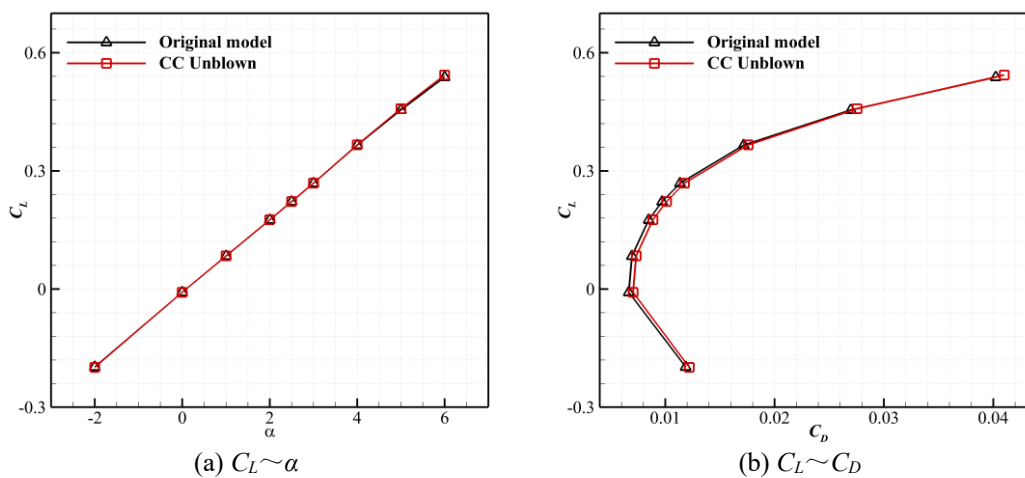 0.6
0.3
0
-0.3
C_L
Original model
CC Unblown
-2 0 2 4 6
α
(a) C_L～α
0.6
0.3
0
-0.3
C_L
Original model
CC Unblown
0.01 0.02 0.03 0.04
C_D
(b) C_L～C_D